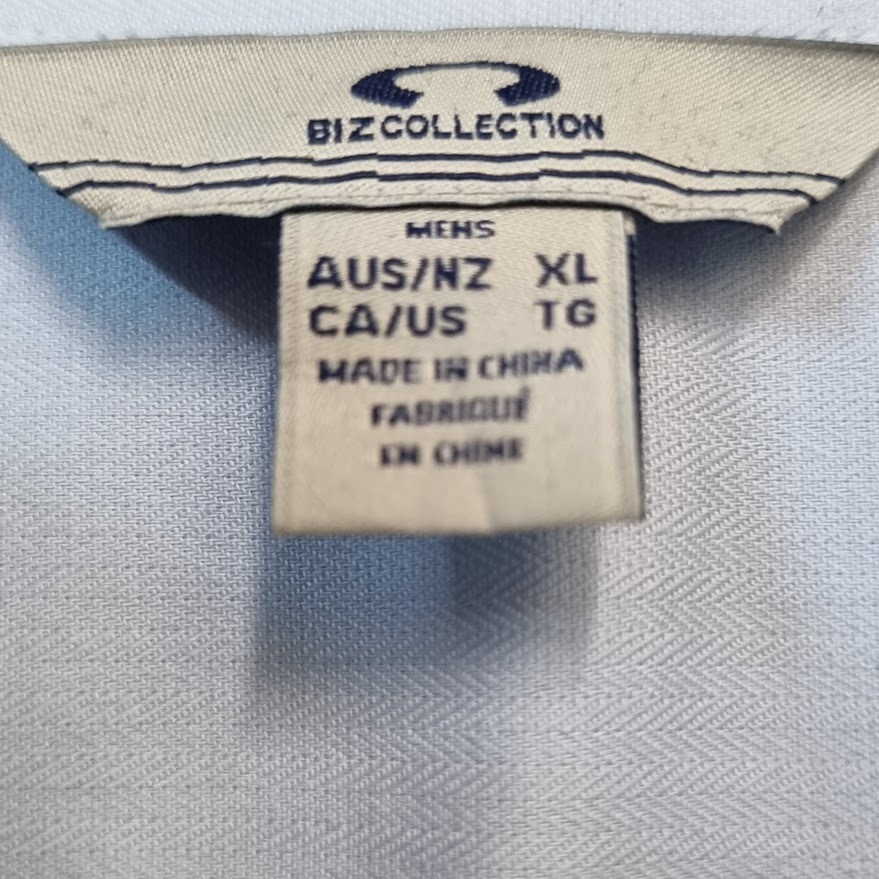 BIZ COLLECTION
MENS
AUS/NZ XL
CA/US TG
MADE IN CHINA
FABRIQUÉ
EN CHINE